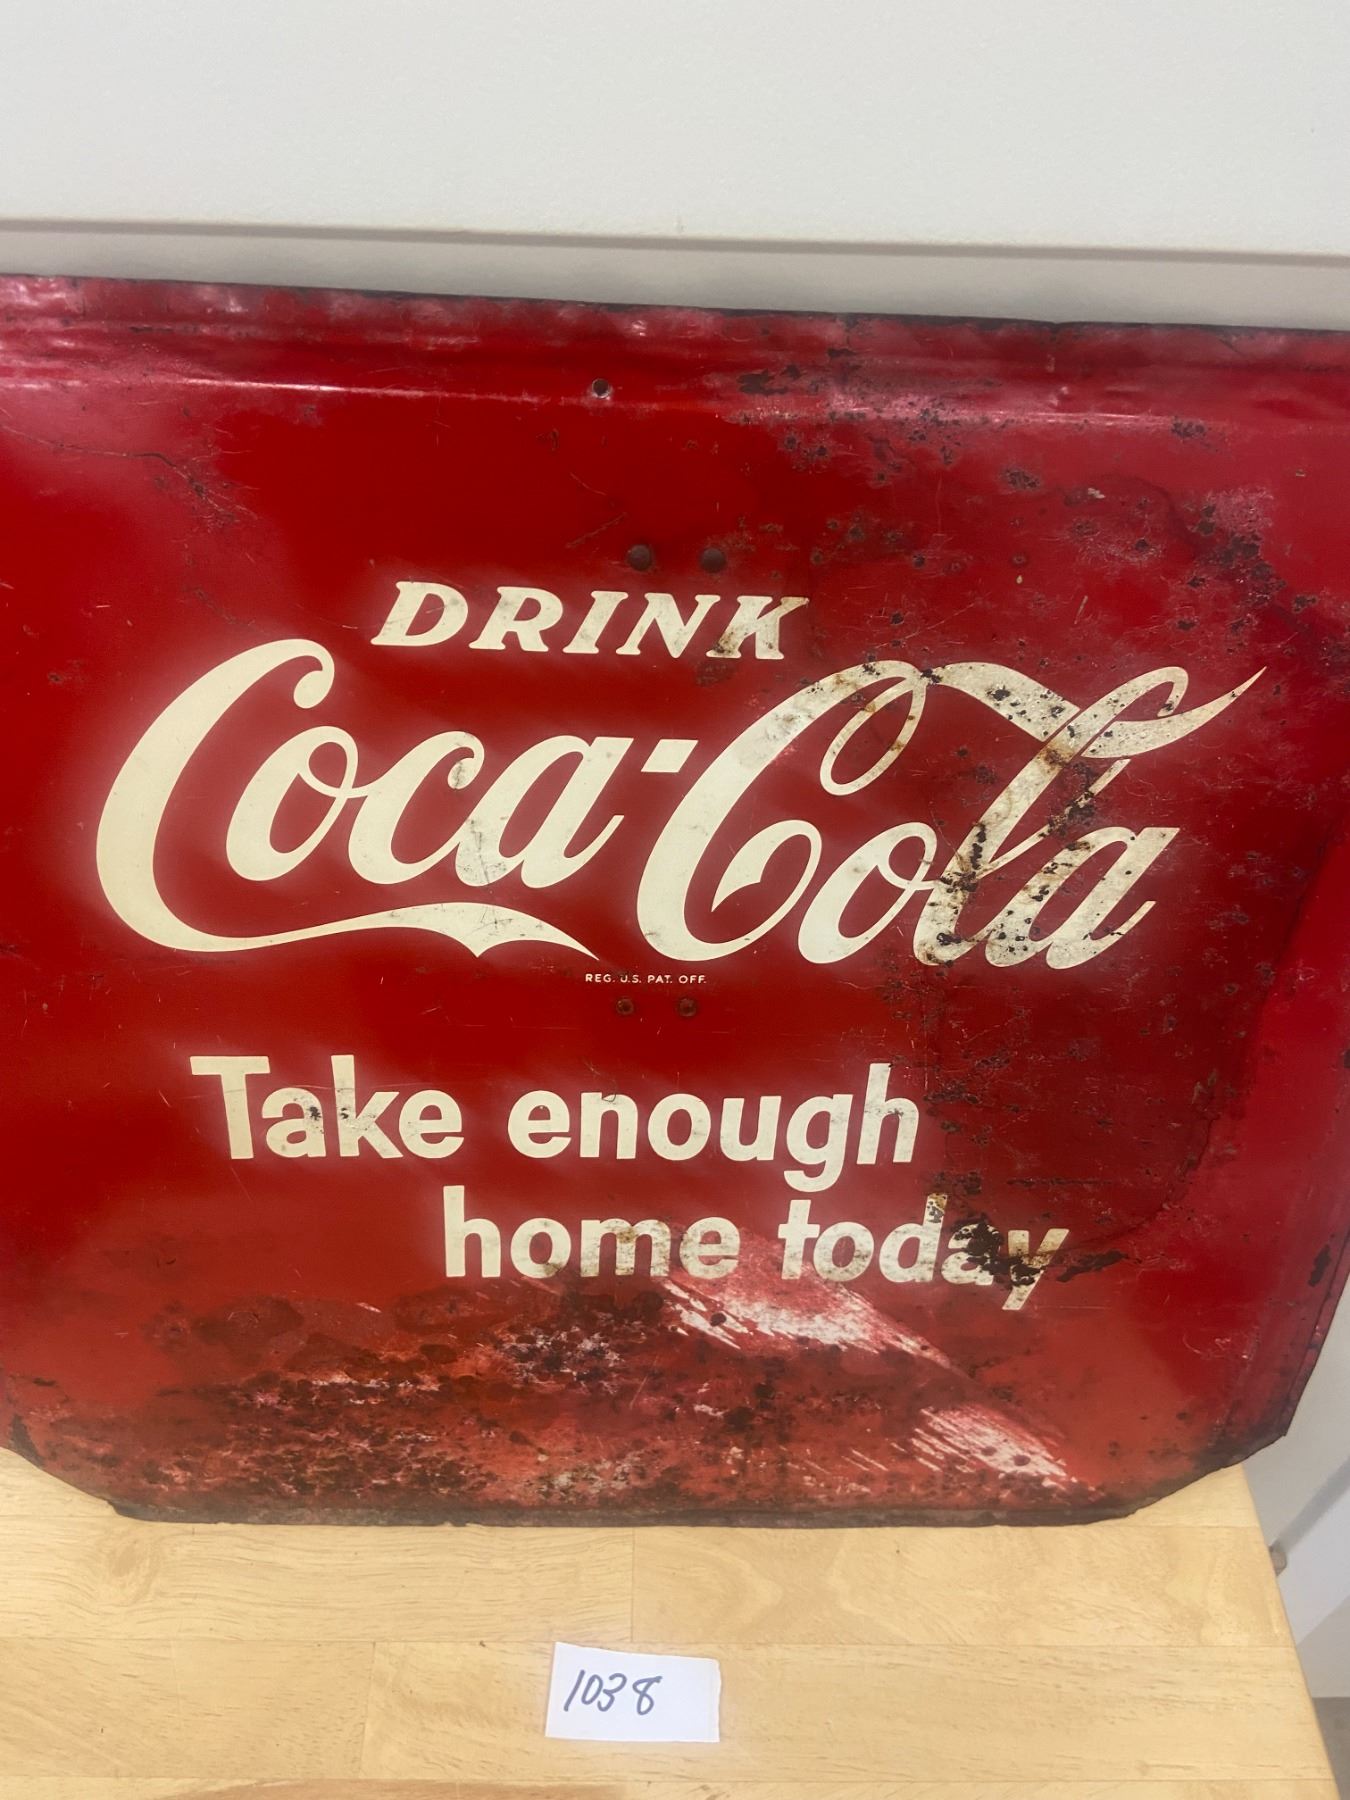 DRINK
Coca-Cola
REG. U.S. PAT. OFF.
Take enough
home today
1038